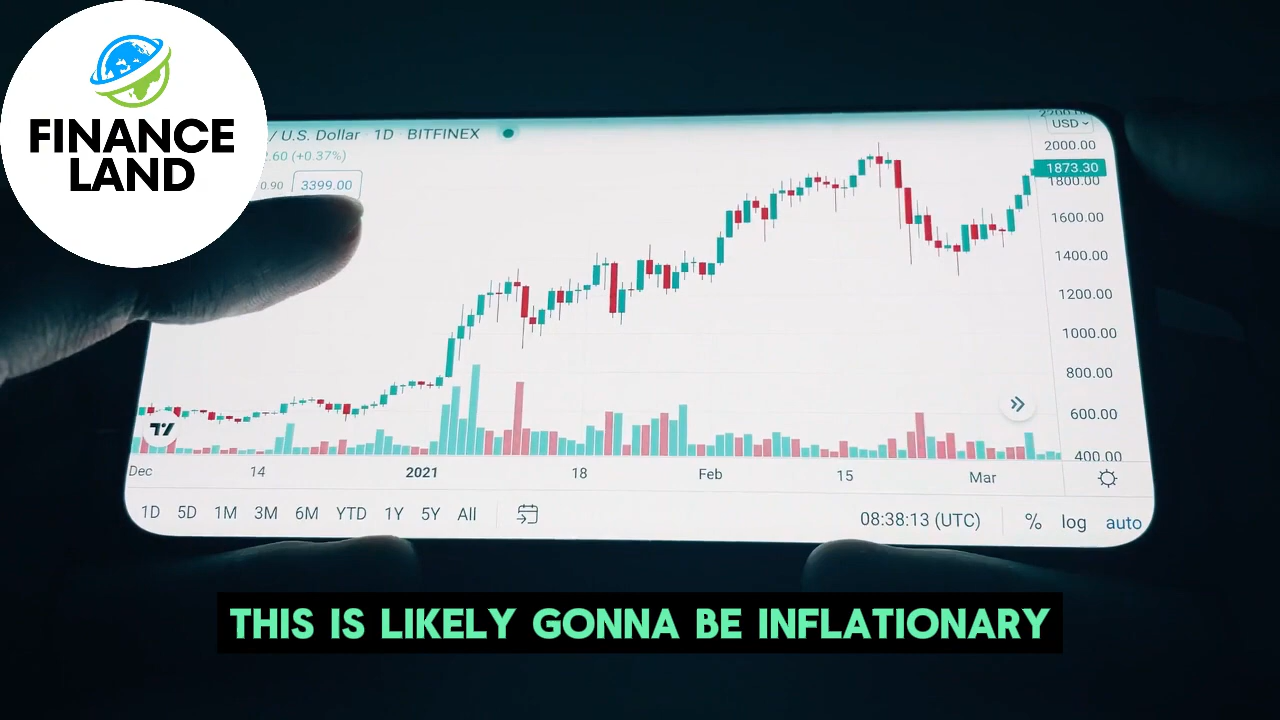 FINANCE
LAND
/ U.S. Dollar · 1D · BITFINEX
2.60 (+0.37%)
0.90 3399.00
2200.00
USD
2000.00
1873.30
1800.00
1600.00
1400.00
1200.00
1000.00
800.00
600.00
400.00
Dec 14 2021 18 Feb 15 Mar
1D 5D 1M 3M 6M YTD 1Y 5Y All 08:38:13 (UTC) % log auto
THIS IS LIKELY GONNA BE INFLATIONARY